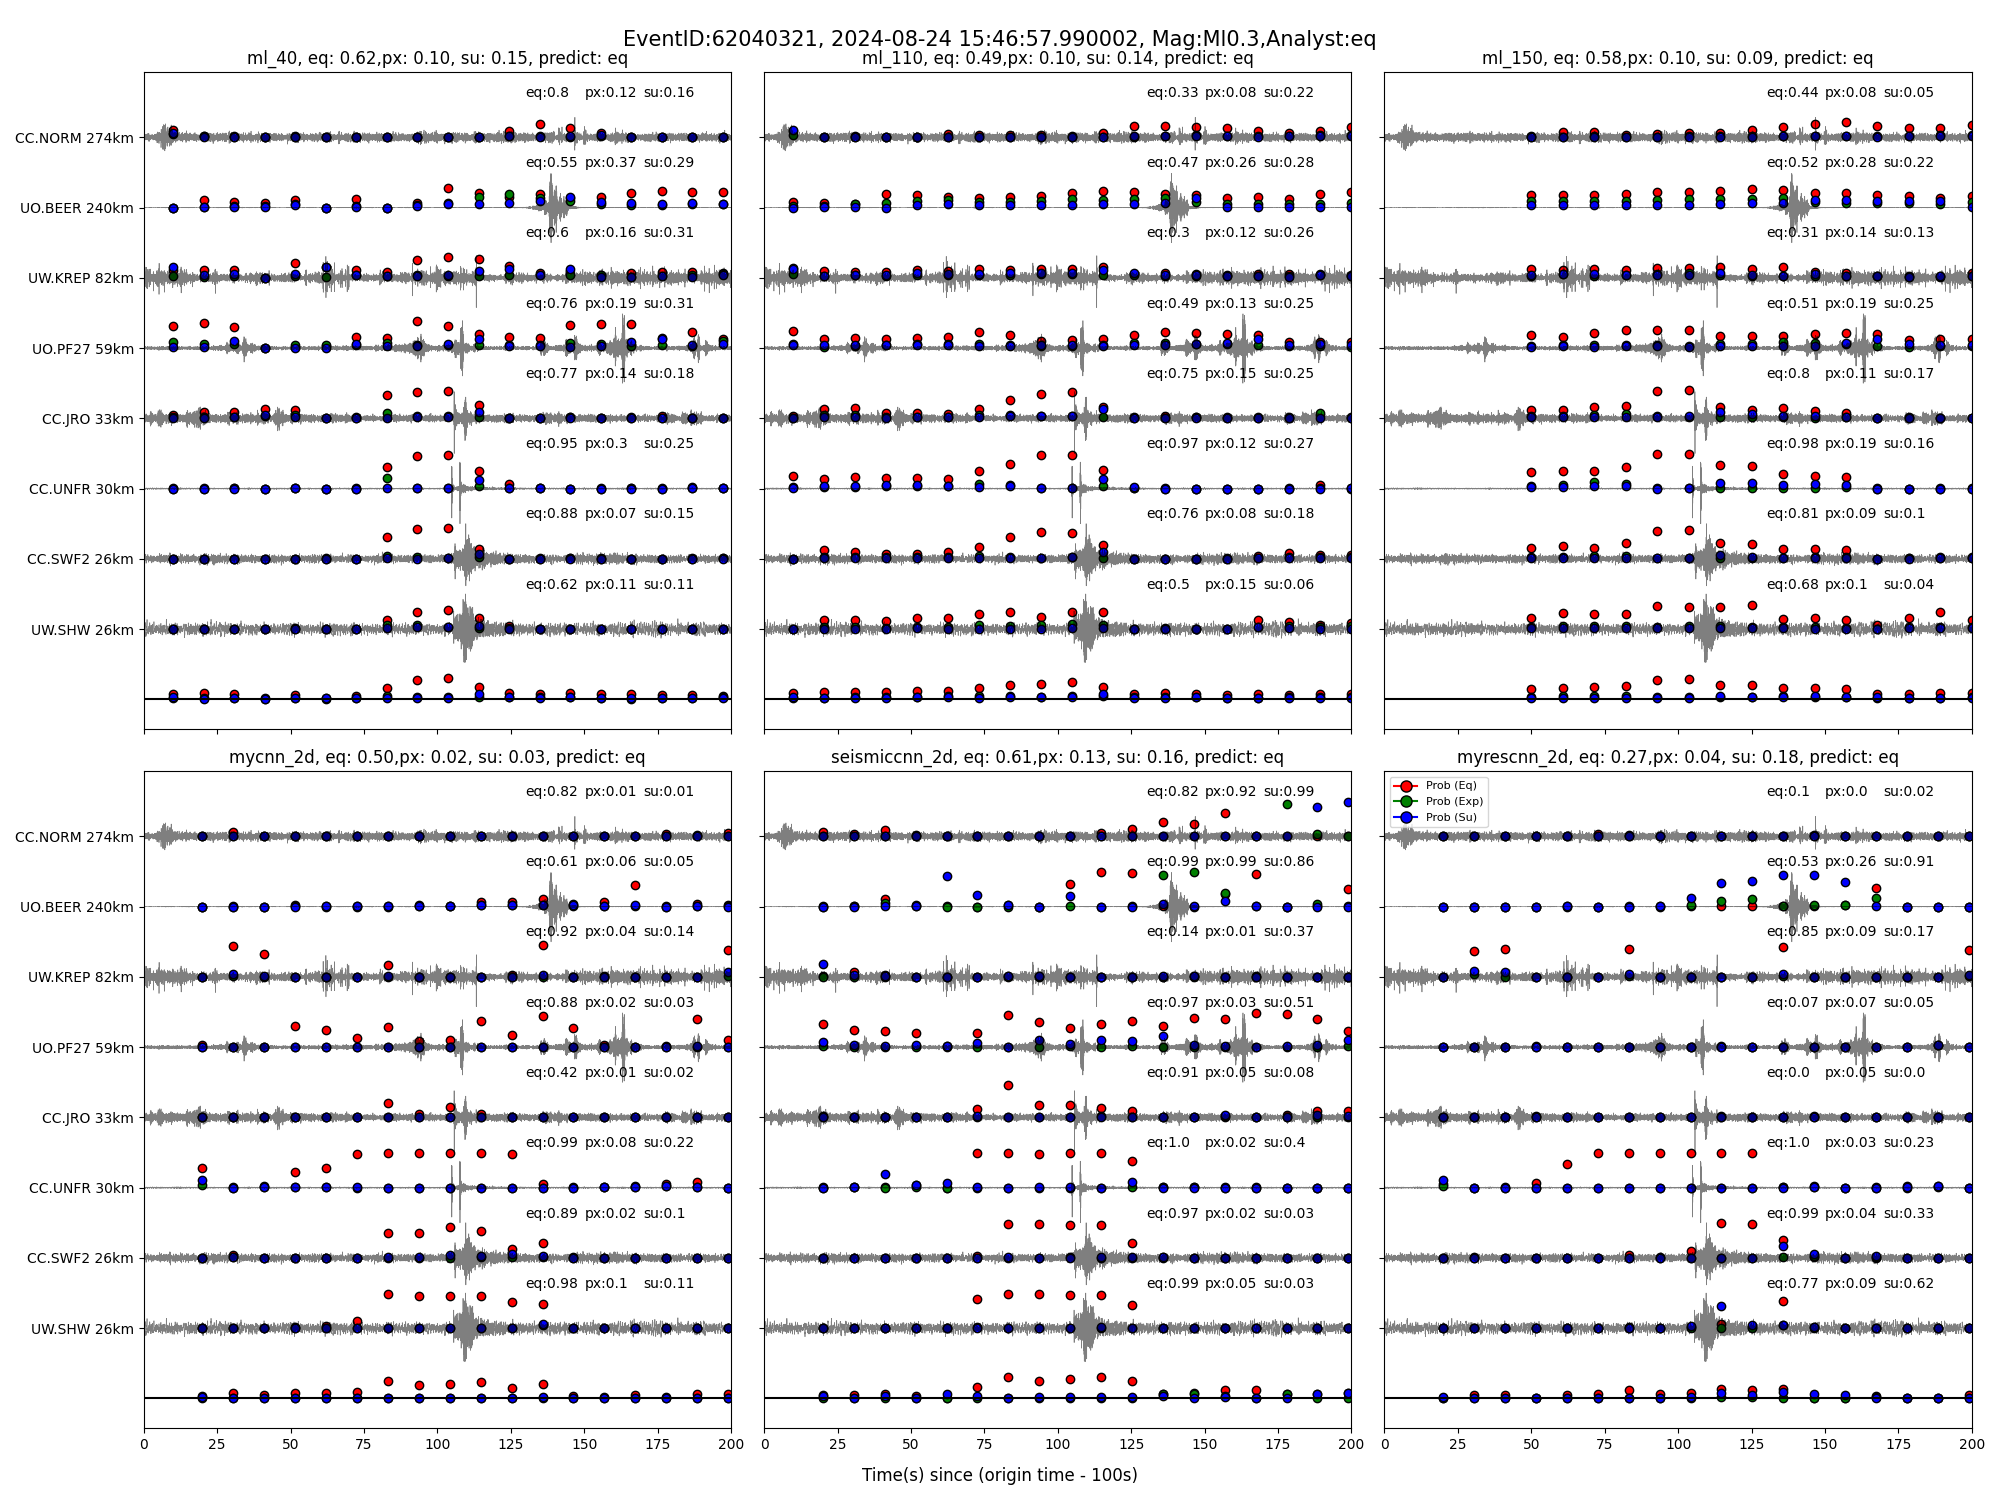 EventID:62040321, 2024-08-24 15:46:57.990002, Mag:Ml0.3,Analyst:eq
ml_40, eq: 0.62,px: 0.10, su: 0.15, predict: eq
CC.NORM 274km
eq:0.8 px:0.12 su:0.16
UO.BEER 240km
eq:0.55 px:0.37 su:0.29
UW.KREP 82km
eq:0.6 px:0.16 su:0.31
UO.PF27 59km
eq:0.76 px:0.19 su:0.31
CC.JRO 33km
eq:0.77 px:0.14 su:0.18
CC.UNFR 30km
eq:0.95 px:0.3 su:0.25
CC.SWF2 26km
eq:0.88 px:0.07 su:0.15
UW.SHW 26km
eq:0.62 px:0.11 su:0.11
ml_110, eq: 0.49,px: 0.10, su: 0.14, predict: eq
eq:0.33 px:0.08 su:0.22
eq:0.47 px:0.26 su:0.28
eq:0.3 px:0.12 su:0.26
eq:0.49 px:0.13 su:0.25
eq:0.75 px:0.15 su:0.25
eq:0.97 px:0.12 su:0.27
eq:0.76 px:0.08 su:0.18
eq:0.5 px:0.15 su:0.06
ml_150, eq: 0.58,px: 0.10, su: 0.09, predict: eq
eq:0.44 px:0.08 su:0.05
eq:0.52 px:0.28 su:0.22
eq:0.31 px:0.14 su:0.13
eq:0.51 px:0.19 su:0.25
eq:0.8 px:0.11 su:0.17
eq:0.98 px:0.19 su:0.16
eq:0.81 px:0.09 su:0.1
eq:0.68 px:0.1 su:0.04
mycnn_2d, eq: 0.50,px: 0.02, su: 0.03, predict: eq
CC.NORM 274km
eq:0.82 px:0.01 su:0.01
UO.BEER 240km
eq:0.61 px:0.06 su:0.05
UW.KREP 82km
eq:0.92 px:0.04 su:0.14
UO.PF27 59km
eq:0.88 px:0.02 su:0.03
CC.JRO 33km
eq:0.42 px:0.01 su:0.02
CC.UNFR 30km
eq:0.99 px:0.08 su:0.22
CC.SWF2 26km
eq:0.89 px:0.02 su:0.1
UW.SHW 26km
eq:0.98 px:0.1 su:0.11
0 25 50 75 100 125 150 175 200
seismiccnn_2d, eq: 0.61,px: 0.13, su: 0.16, predict: eq
eq:0.82 px:0.92 su:0.99
eq:0.99 px:0.99 su:0.86
eq:0.14 px:0.01 su:0.37
eq:0.97 px:0.03 su:0.51
eq:0.91 px:0.05 su:0.08
eq:1.0 px:0.02 su:0.4
eq:0.97 px:0.02 su:0.03
eq:0.99 px:0.05 su:0.03
0 25 50 75 100 125 150 175 200
myrescnn_2d, eq: 0.27,px: 0.04, su: 0.18, predict: eq
Prob (Eq)
Prob (Exp)
Prob (Su)
eq:0.1 px:0.0 su:0.02
eq:0.53 px:0.26 su:0.91
eq:0.85 px:0.09 su:0.17
eq:0.07 px:0.07 su:0.05
eq:0.0 px:0.05 su:0.0
eq:1.0 px:0.03 su:0.23
eq:0.99 px:0.04 su:0.33
eq:0.77 px:0.09 su:0.62
0 25 50 75 100 125 150 175 200
Time(s) since (origin time - 100s)